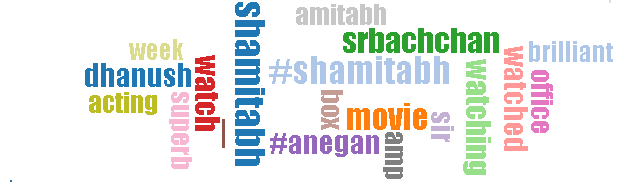 amitabh
srbachchan
week
brilliant
shamitabh
dhanush
watch
#shamitabh
watched
watching
office
acting
superb
box
movie
sir
#anegan
amp